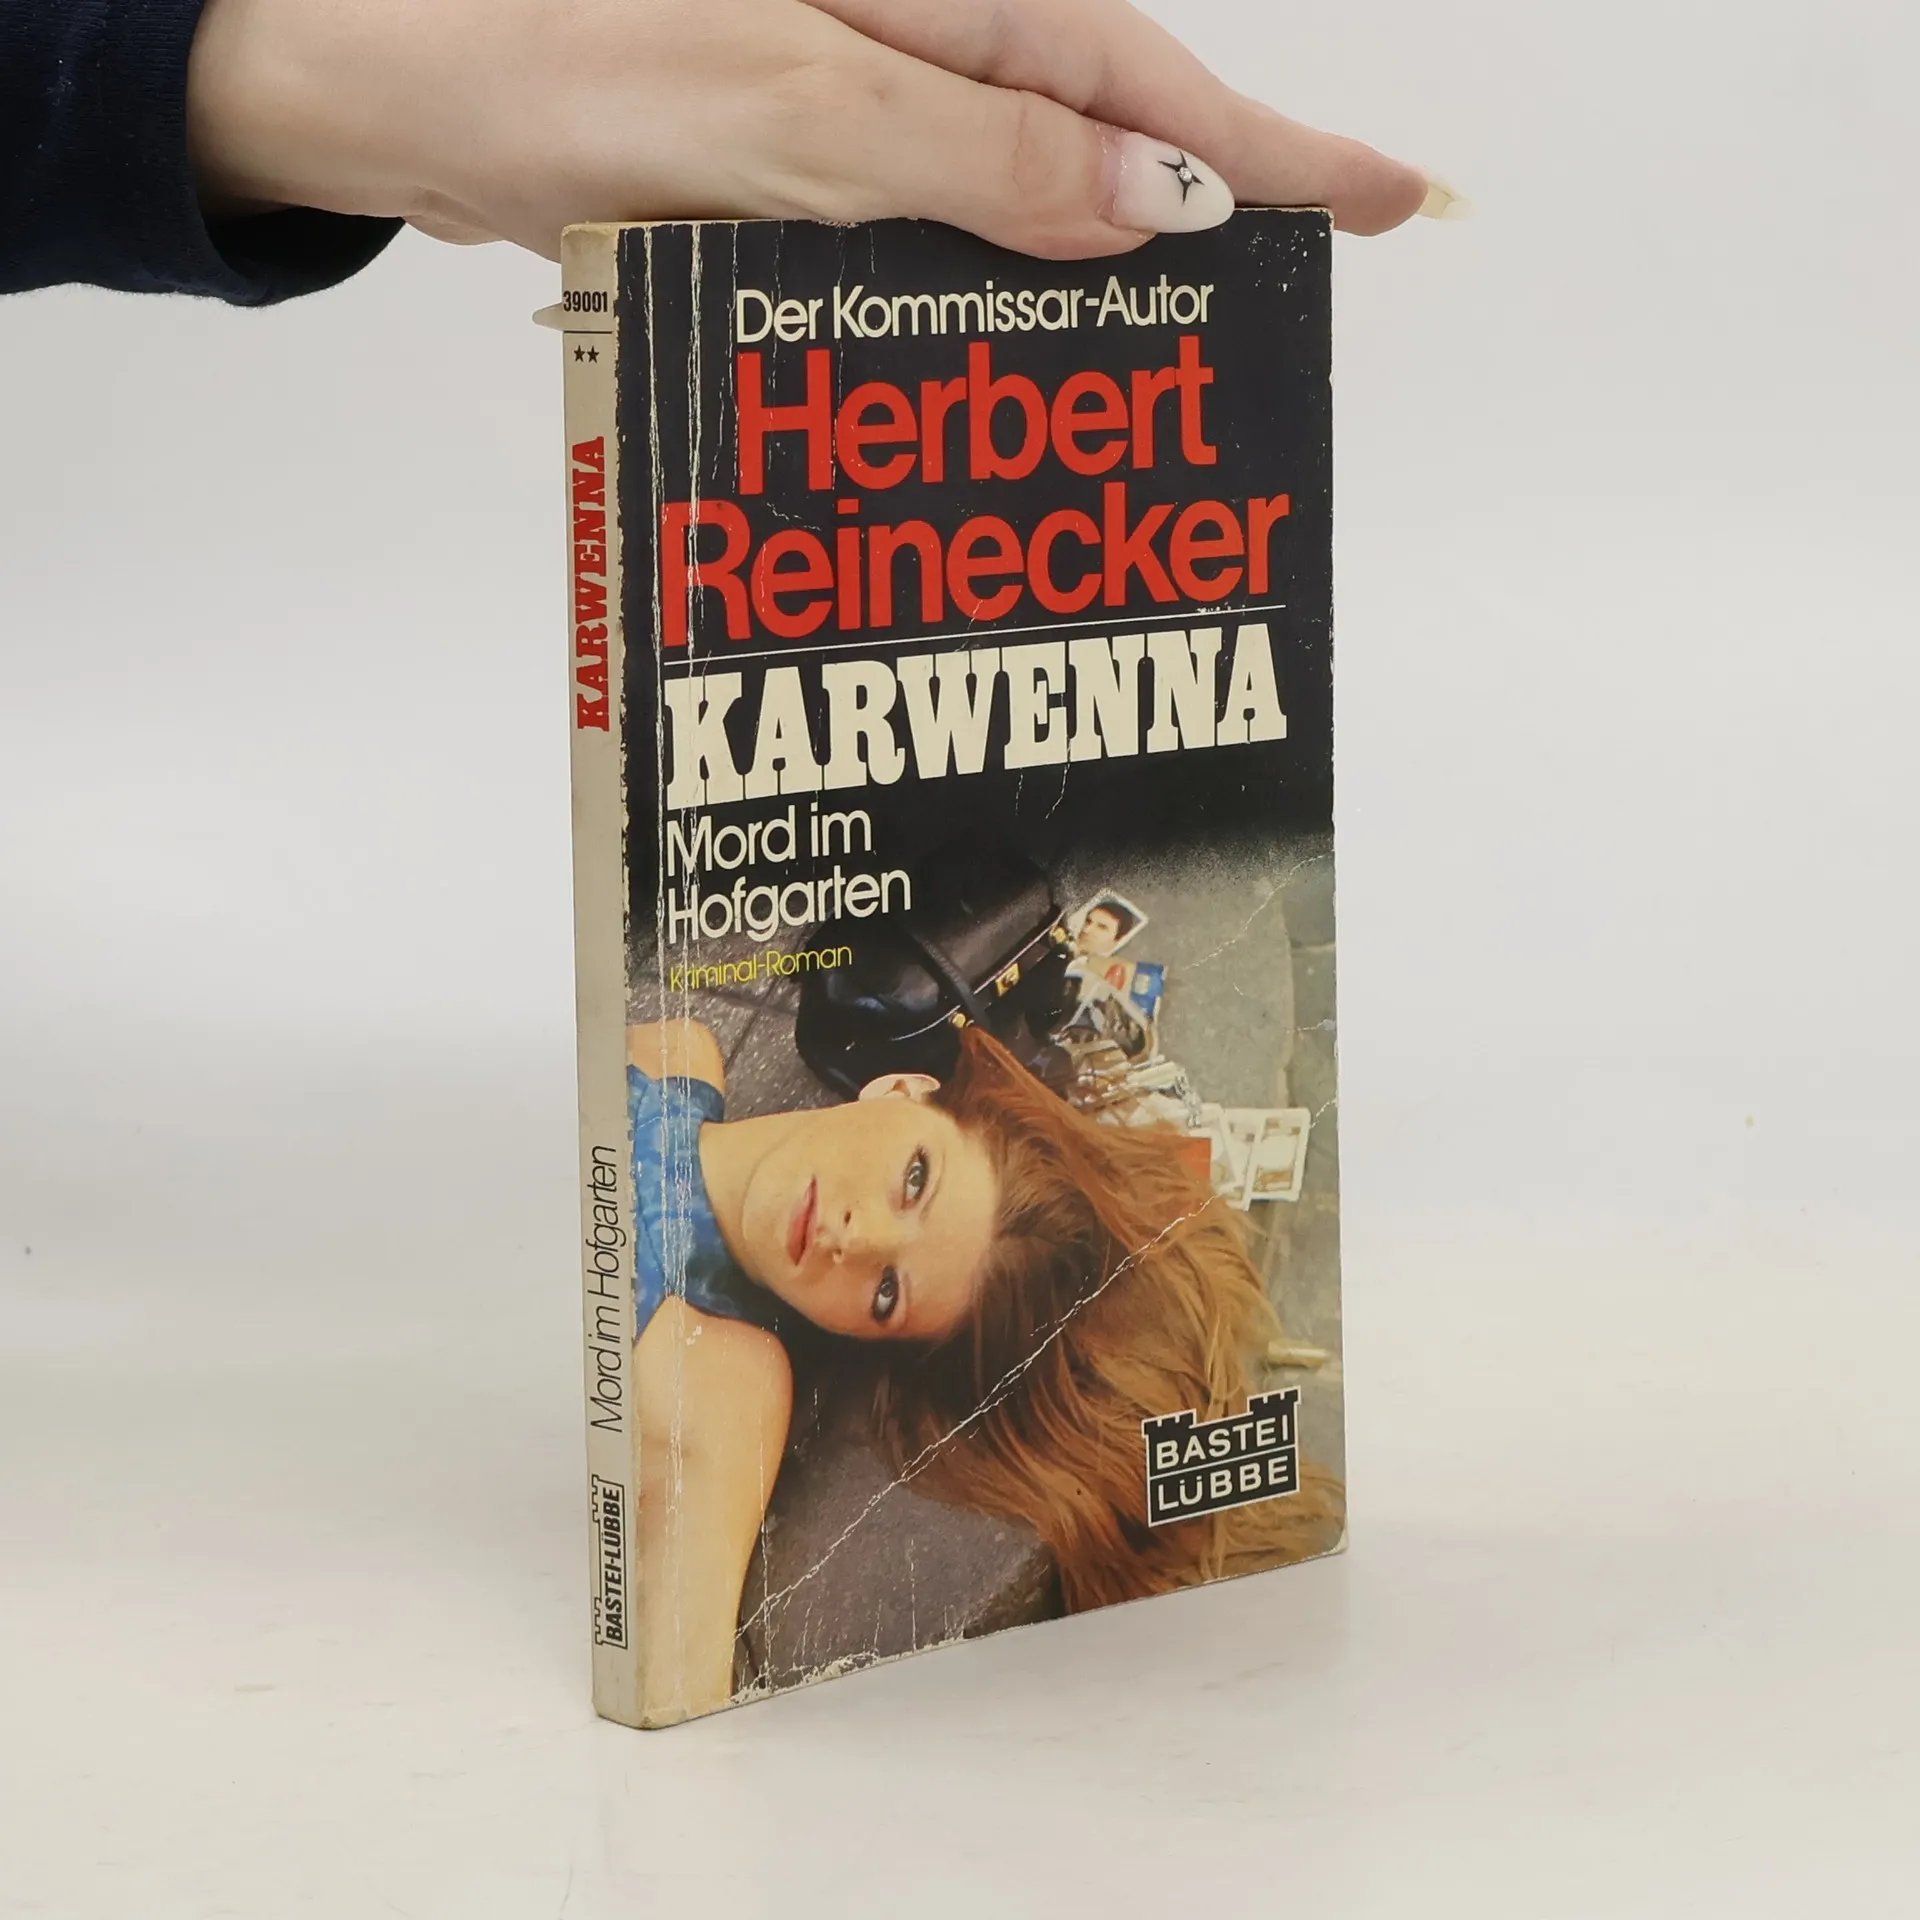 39001
★★
KARWENNA
Mord im Hofgarten
BASTEI-LÜBBE
Der Kommissar-Autor
Herbert
Reinecker
KARWENNA
Mord im
Hofgarten
Kriminal-Roman
BASTEI
LÜBBE